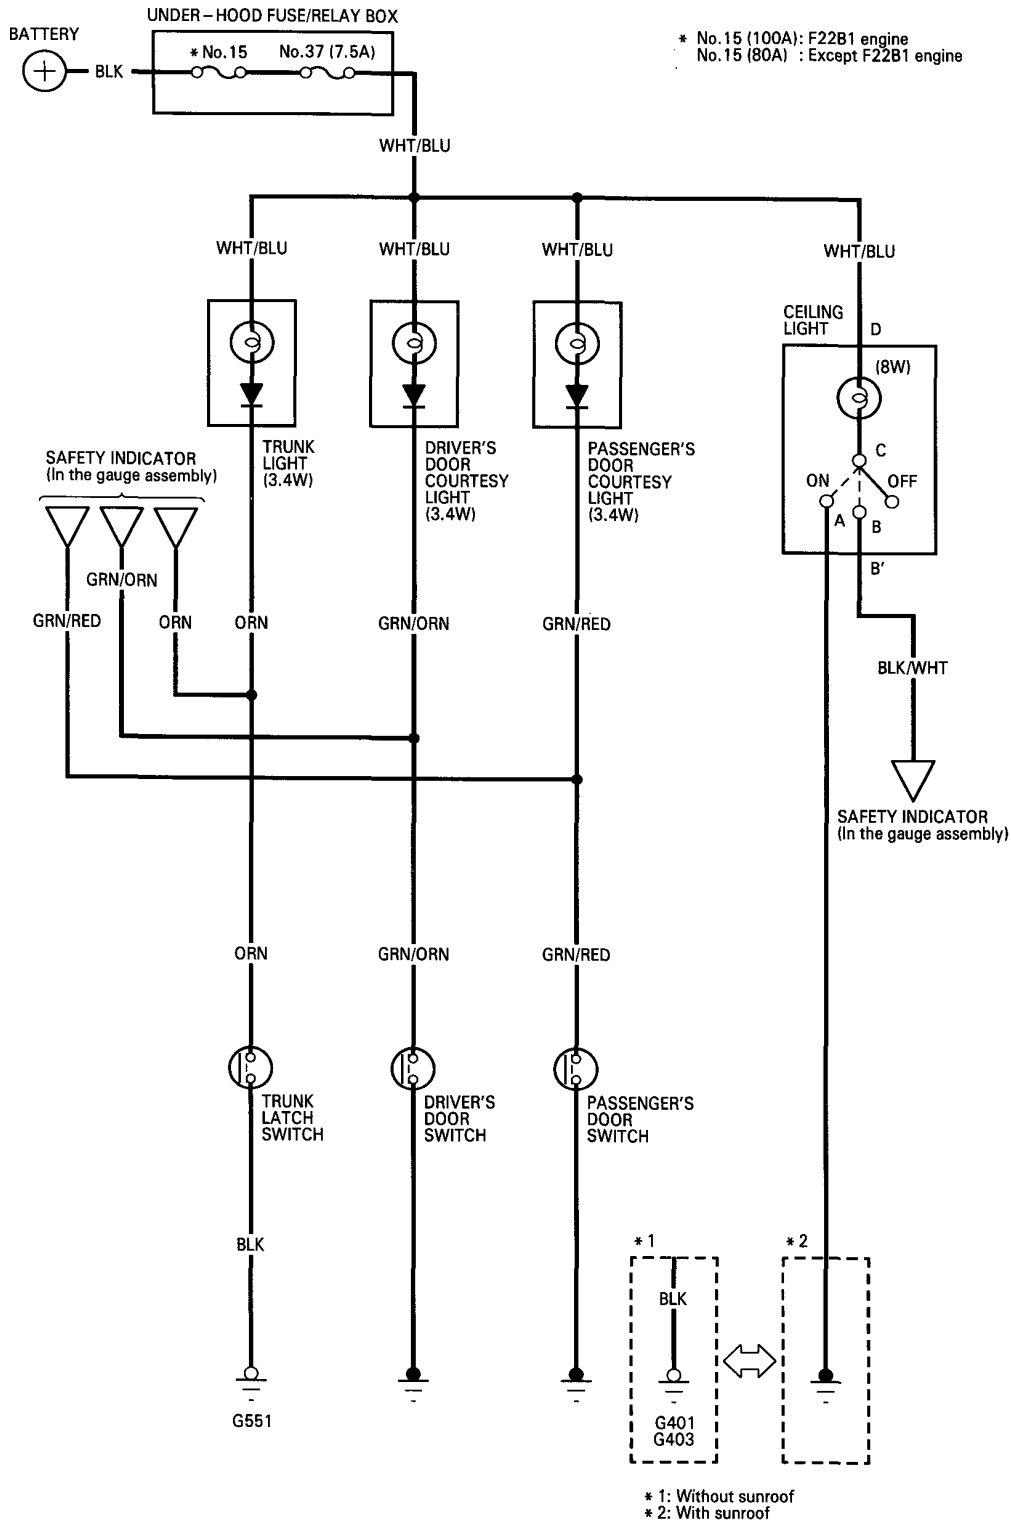 UNDER-HOOD FUSE/RELAY BOX
BATTERY
* No.15
No.37 (7.5A)
BLK
* No.15 (100A): F22B1 engine
No.15 (80A) : Except F22B1 engine
WHT/BLU
WHT/BLU
WHT/BLU
WHT/BLU
WHT/BLU
CEILING
LIGHT
D
(8W)
C
ON
OFF
A
B
B'
TRUNK
LIGHT
(3.4W)
DRIVER'S
DOOR
COURTESY
LIGHT
(3.4W)
PASSENGER'S
DOOR
COURTESY
LIGHT
(3.4W)
SAFETY INDICATOR
(In the gauge assembly)
GRN/ORN
GRN/RED
ORN
ORN
GRN/ORN
GRN/RED
BLK/WHT
SAFETY INDICATOR
(In the gauge assembly)
ORN
GRN/ORN
GRN/RED
TRUNK
LATCH
SWITCH
DRIVER'S
DOOR
SWITCH
PASSENGER'S
DOOR
SWITCH
BLK
* 1
* 2
BLK
G551
G401
G403
* 1: Without sunroof
* 2: With sunroof